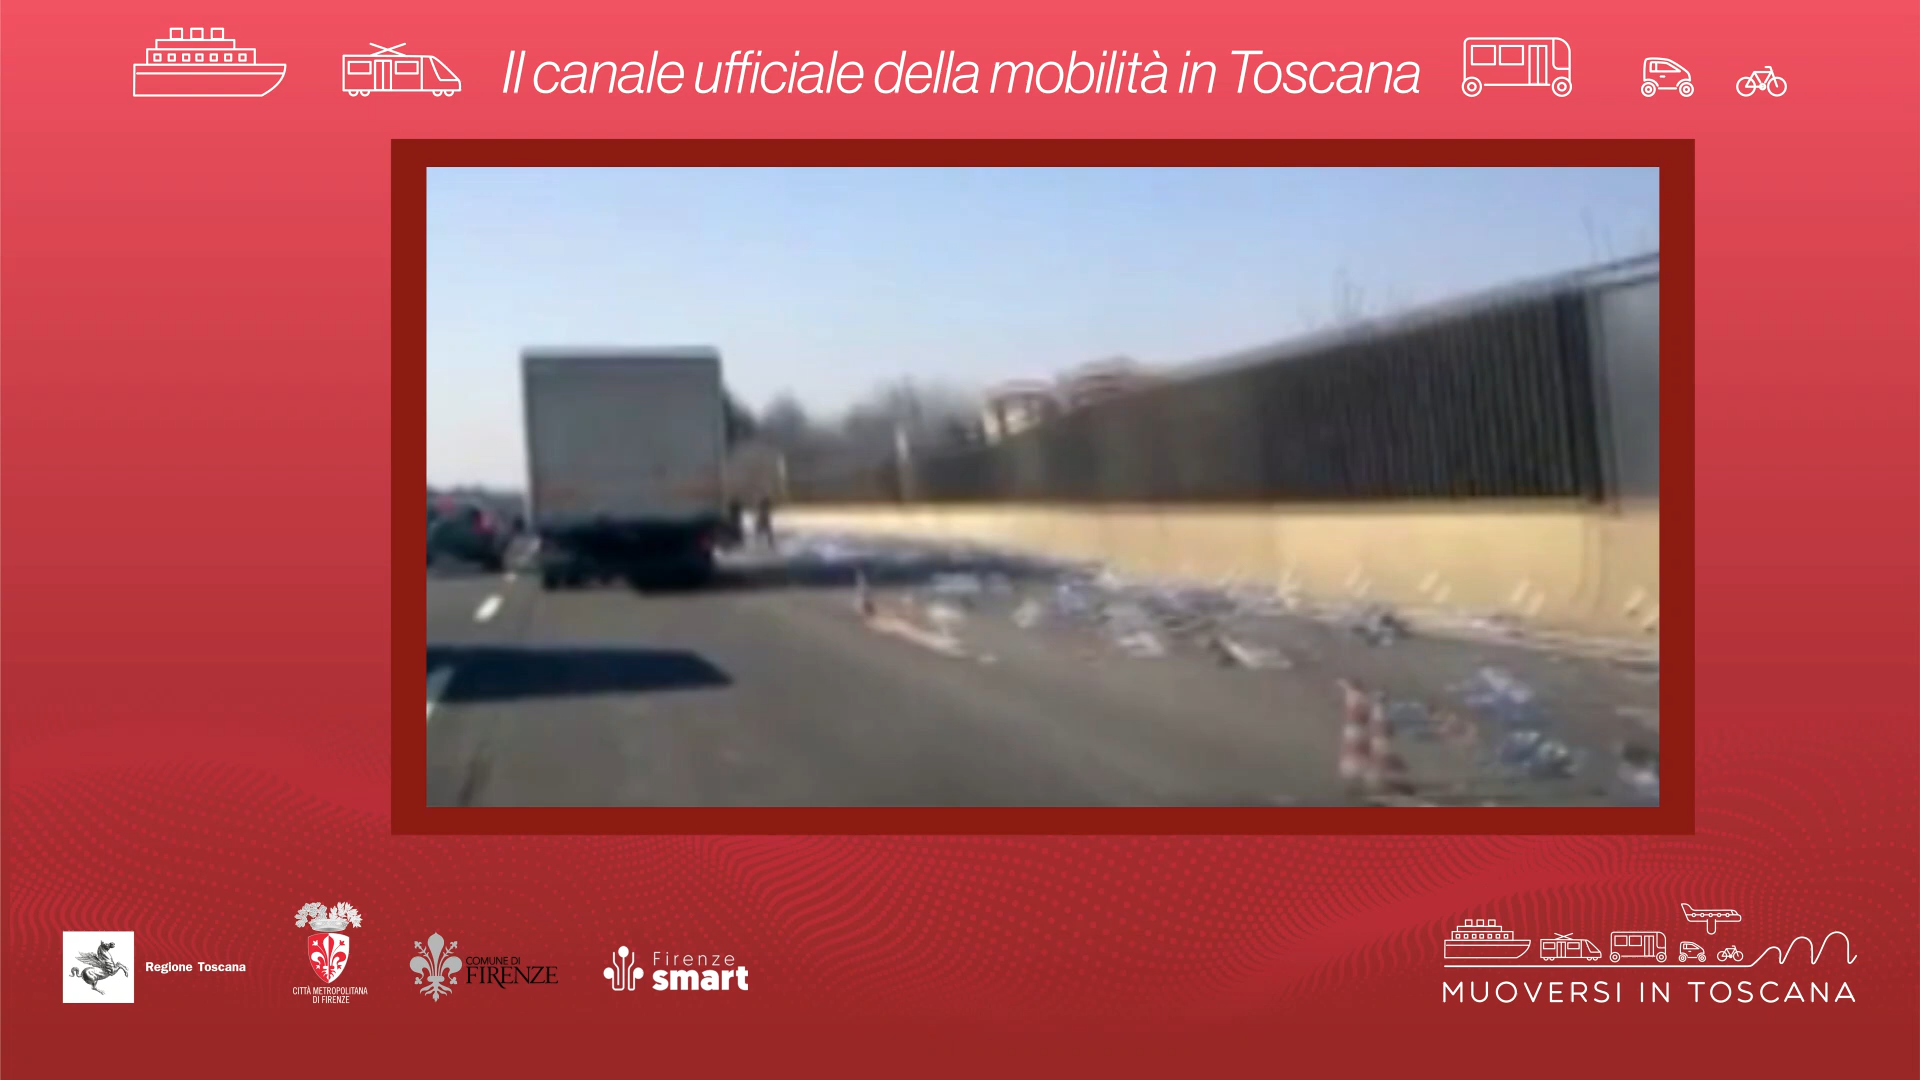 Il canale ufficiale della mobilità in Toscana
Regione Toscana
CITTÀ METROPOLITANA
DI FIRENZE
COMUNE DI
FIRENZE
Firenze
smart
MUOVERSI IN TOSCANA